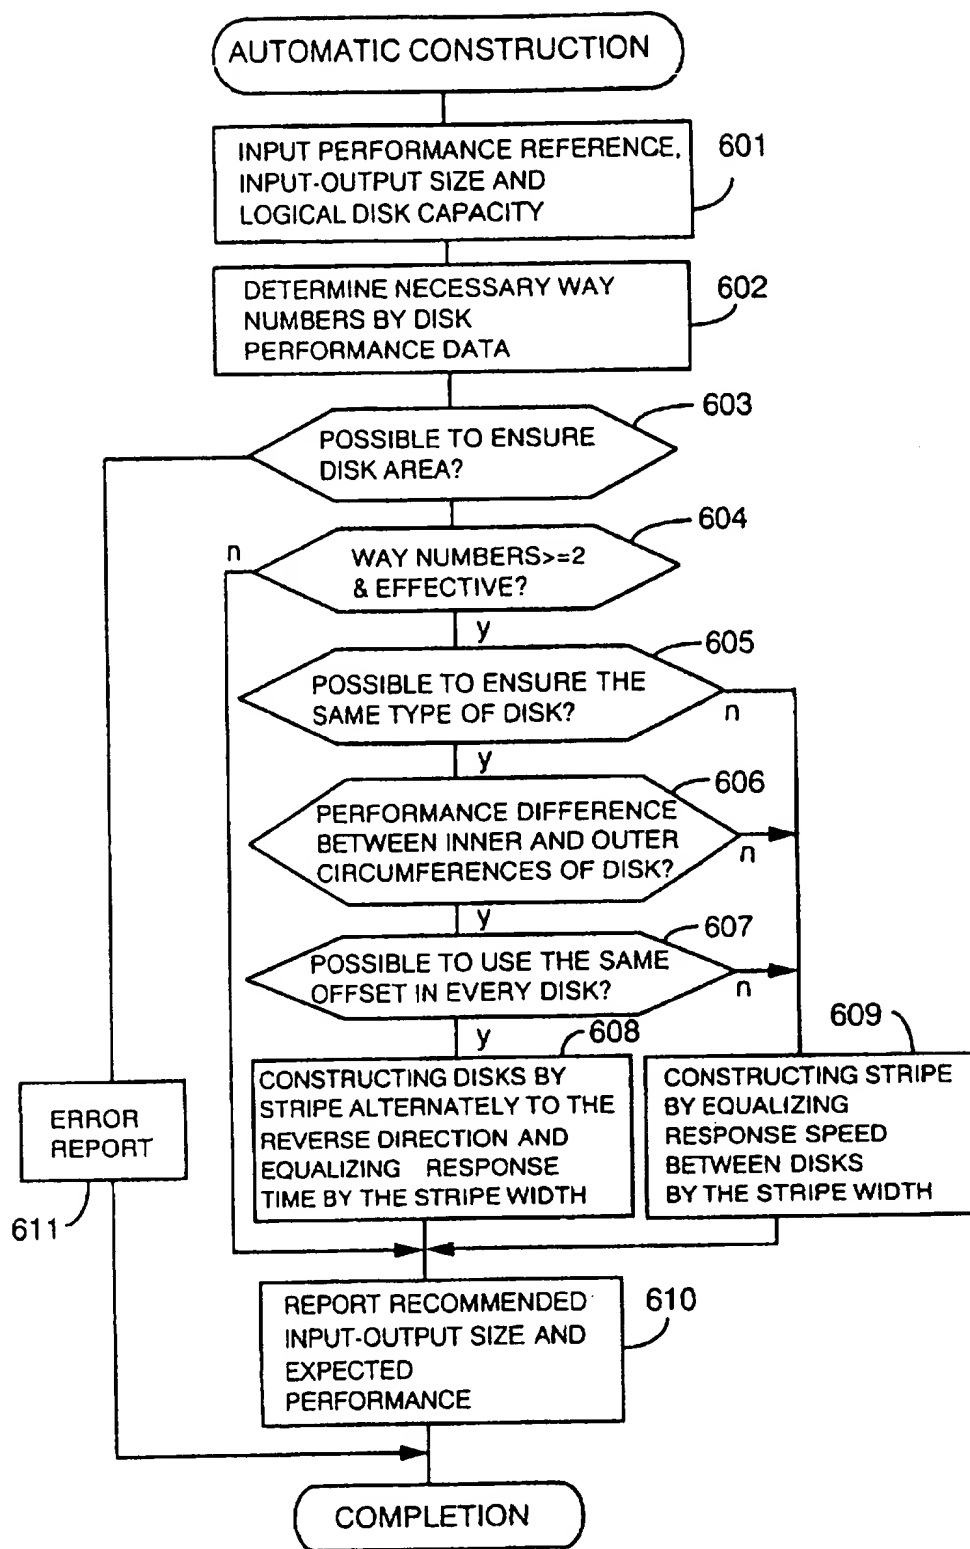 AUTOMATIC CONSTRUCTION
INPUT PERFORMANCE REFERENCE,
INPUT-OUTPUT SIZE AND
LOGICAL DISK CAPACITY
601
DETERMINE NECESSARY WAY
NUMBERS BY DISK
PERFORMANCE DATA
602
POSSIBLE TO ENSURE
DISK AREA?
603
WAY NUMBERS>=2
& EFFECTIVE?
604
n
y
POSSIBLE TO ENSURE THE
SAME TYPE OF DISK?
605
n
y
PERFORMANCE DIFFERENCE
BETWEEN INNER AND OUTER
CIRCUMFERENCES OF DISK?
606
n
y
POSSIBLE TO USE THE SAME
OFFSET IN EVERY DISK?
607
n
y
608
CONSTRUCTING DISKS BY
STRIPE ALTERNATELY TO THE
REVERSE DIRECTION AND
EQUALIZING RESPONSE
TIME BY THE STRIPE WIDTH
609
CONSTRUCTING STRIPE
BY EQUALIZING
RESPONSE SPEED
BETWEEN DISKS
BY THE STRIPE WIDTH
ERROR
REPORT
611
REPORT RECOMMENDED
INPUT-OUTPUT SIZE AND
EXPECTED
PERFORMANCE
610
COMPLETION